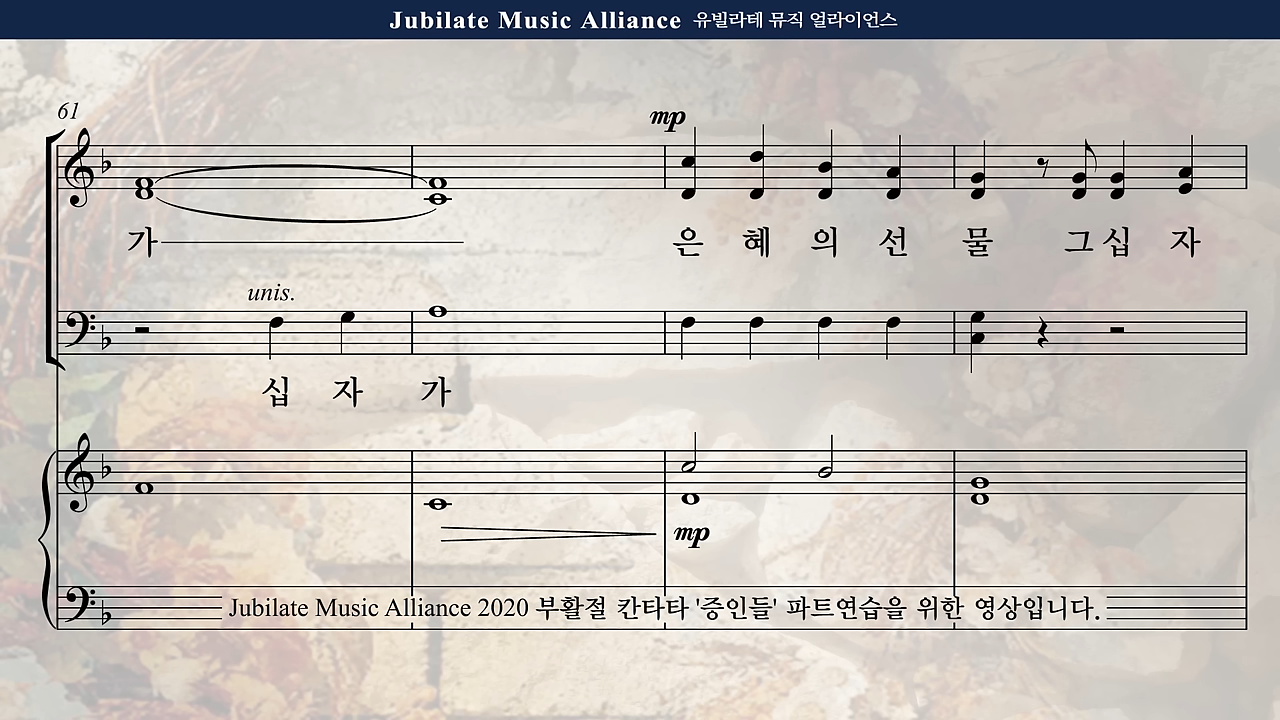 Jubilate Music Alliance 유빌라테 뮤직 얼라이언스
61
mp
가
은 혜 의 선 물 그 십 자
unis.
십 자 가
mp
Jubilate Music Alliance 2020 부활절 칸타타 '증인들' 파트연습을 위한 영상입니다.